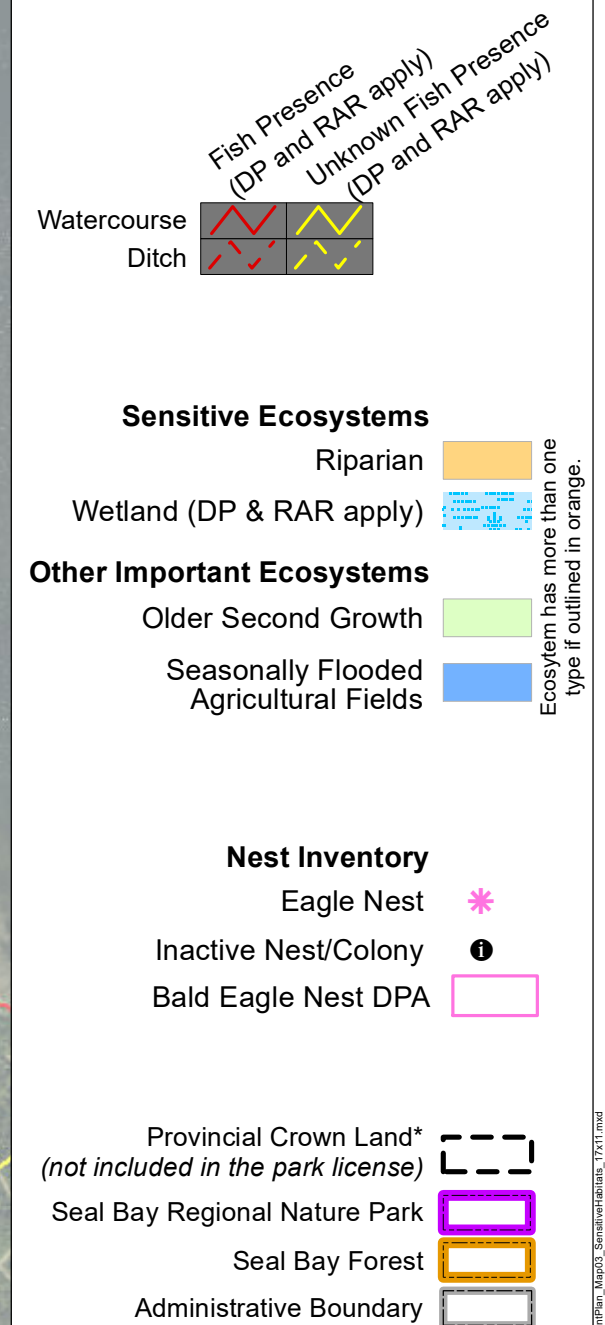 Fish Presence
(DP and RAR apply)
Unknown Fish Presence
(DP and RAR apply)
Watercourse
Ditch
Sensitive Ecosystems
Riparian
Wetland (DP & RAR apply)
Other Important Ecosystems
Older Second Growth
Seasonally Flooded
Agricultural Fields
Ecosytem has more than one
type if outlined in orange.
Nest Inventory
Eagle Nest
Inactive Nest/Colony
Bald Eagle Nest DPA
Provincial Crown Land*
(not included in the park license)
Seal Bay Regional Nature Park
Seal Bay Forest
Administrative Boundary
ntPlan_Map03_SensitiveHabitats_17x11.mxd